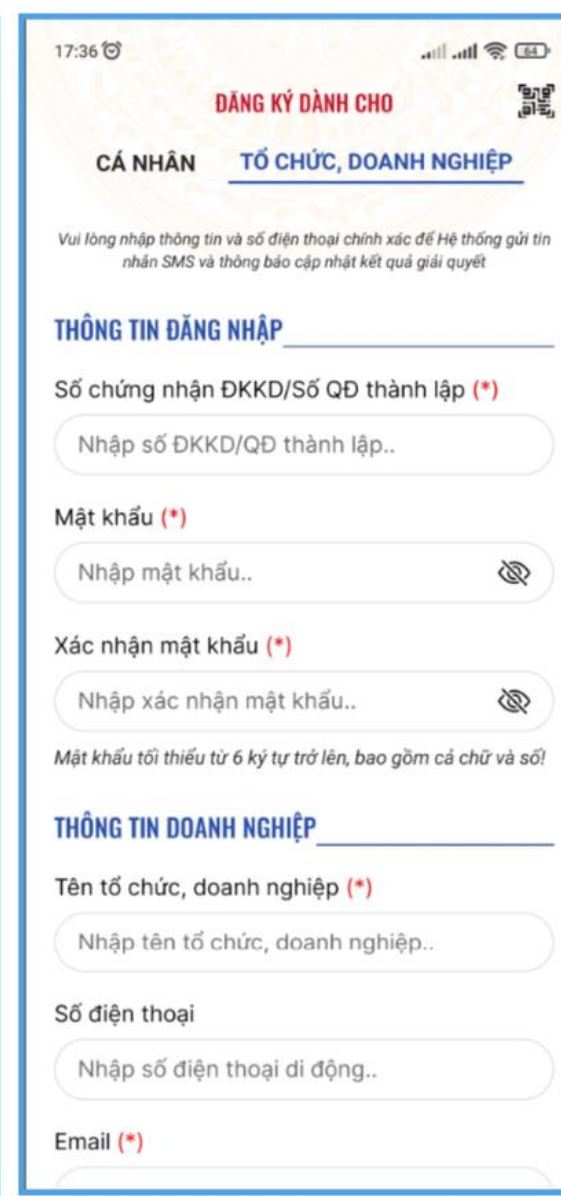 17:36
64
ĐĂNG KÝ DÀNH CHO
CÁ NHÂN
TỔ CHỨC, DOANH NGHIỆP
Vui lòng nhập thông tin và số điện thoại chính xác để Hệ thống gửi tin
nhắn SMS và thông báo cập nhật kết quả giải quyết
THÔNG TIN ĐĂNG NHẬP
Số chứng nhận ĐKKD/Số QĐ thành lập (*)
Nhập số ĐKKD/QĐ thành lập..
Mật khẩu (*)
Nhập mật khẩu..
Xác nhận mật khẩu (*)
Nhập xác nhận mật khẩu..
Mật khẩu tối thiểu từ 6 ký tự trở lên, bao gồm cả chữ và số!
THÔNG TIN DOANH NGHIỆP
Tên tổ chức, doanh nghiệp (*)
Nhập tên tổ chức, doanh nghiệp..
Số điện thoại
Nhập số điện thoại di động..
Email (*)